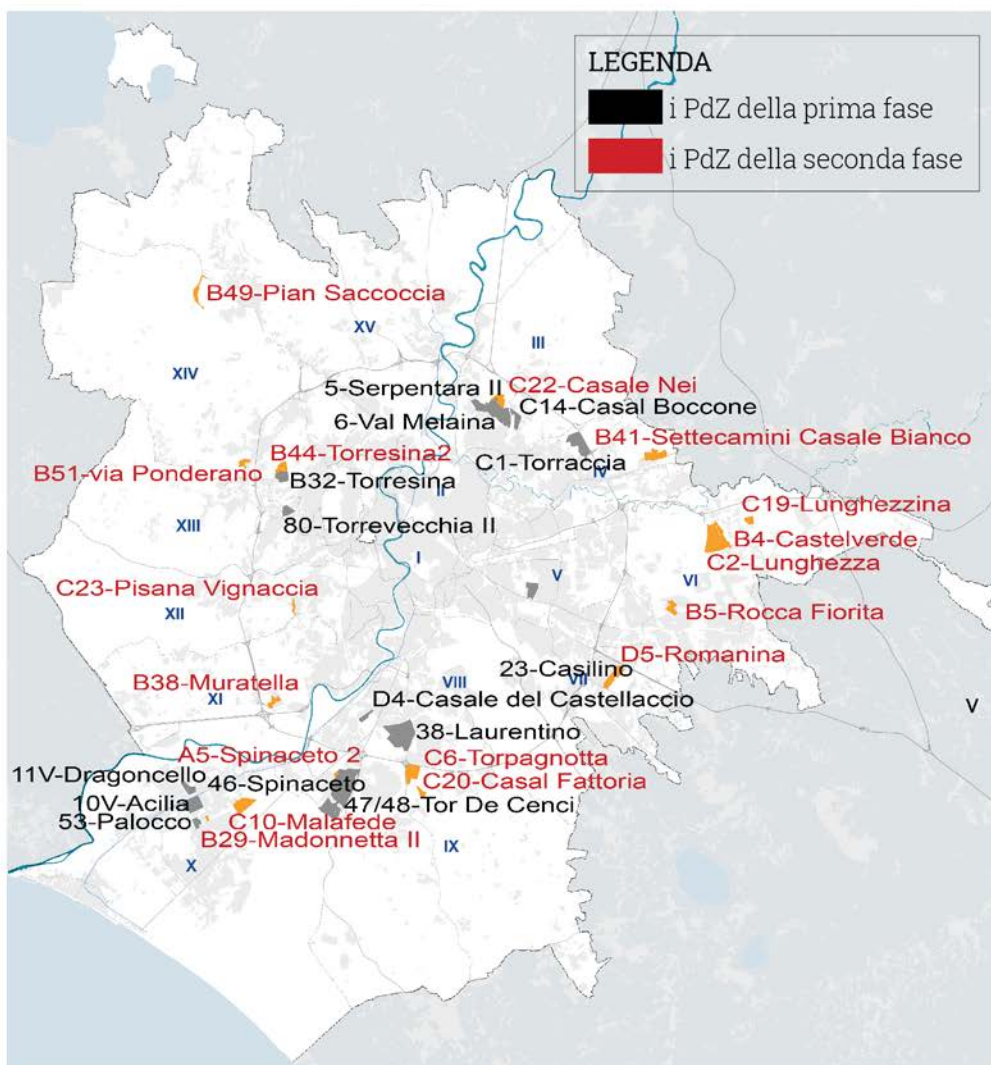 LEGENDA
i PdZ della prima fase
i PdZ della seconda fase
B49-Pian Saccoccia
XV
III
XIV
5-Serpentara II
C22-Casale Nei
6-Val Melaina
C14-Casal Boccone
B41-Settecamini Casale Bianco
B44-Torresina2
C1-Torraccia
IV
B51-via Ponderano
B32-Torresina
II
C19-Lunghezzina
80-Torrevecchia II
XIII
B4-Castelverde
I
C2-Lunghezza
V
VI
C23-Pisana Vignaccia
XII
B5-Rocca Fiorita
D5-Romanina
23-Casilino
B38-Muratella
VIII
VII
XI
D4-Casale del Castellaccio
V
38-Laurentino
A5-Spinaceto 2
C6-Torpagnotta
11V-Dragoncello
46-Spinaceto
C20-Casal Fattoria
10V-Acilia
47/48-Tor De Cenci
53-Palocco
C10-Malafede
B29-Madonnetta II
IX
X